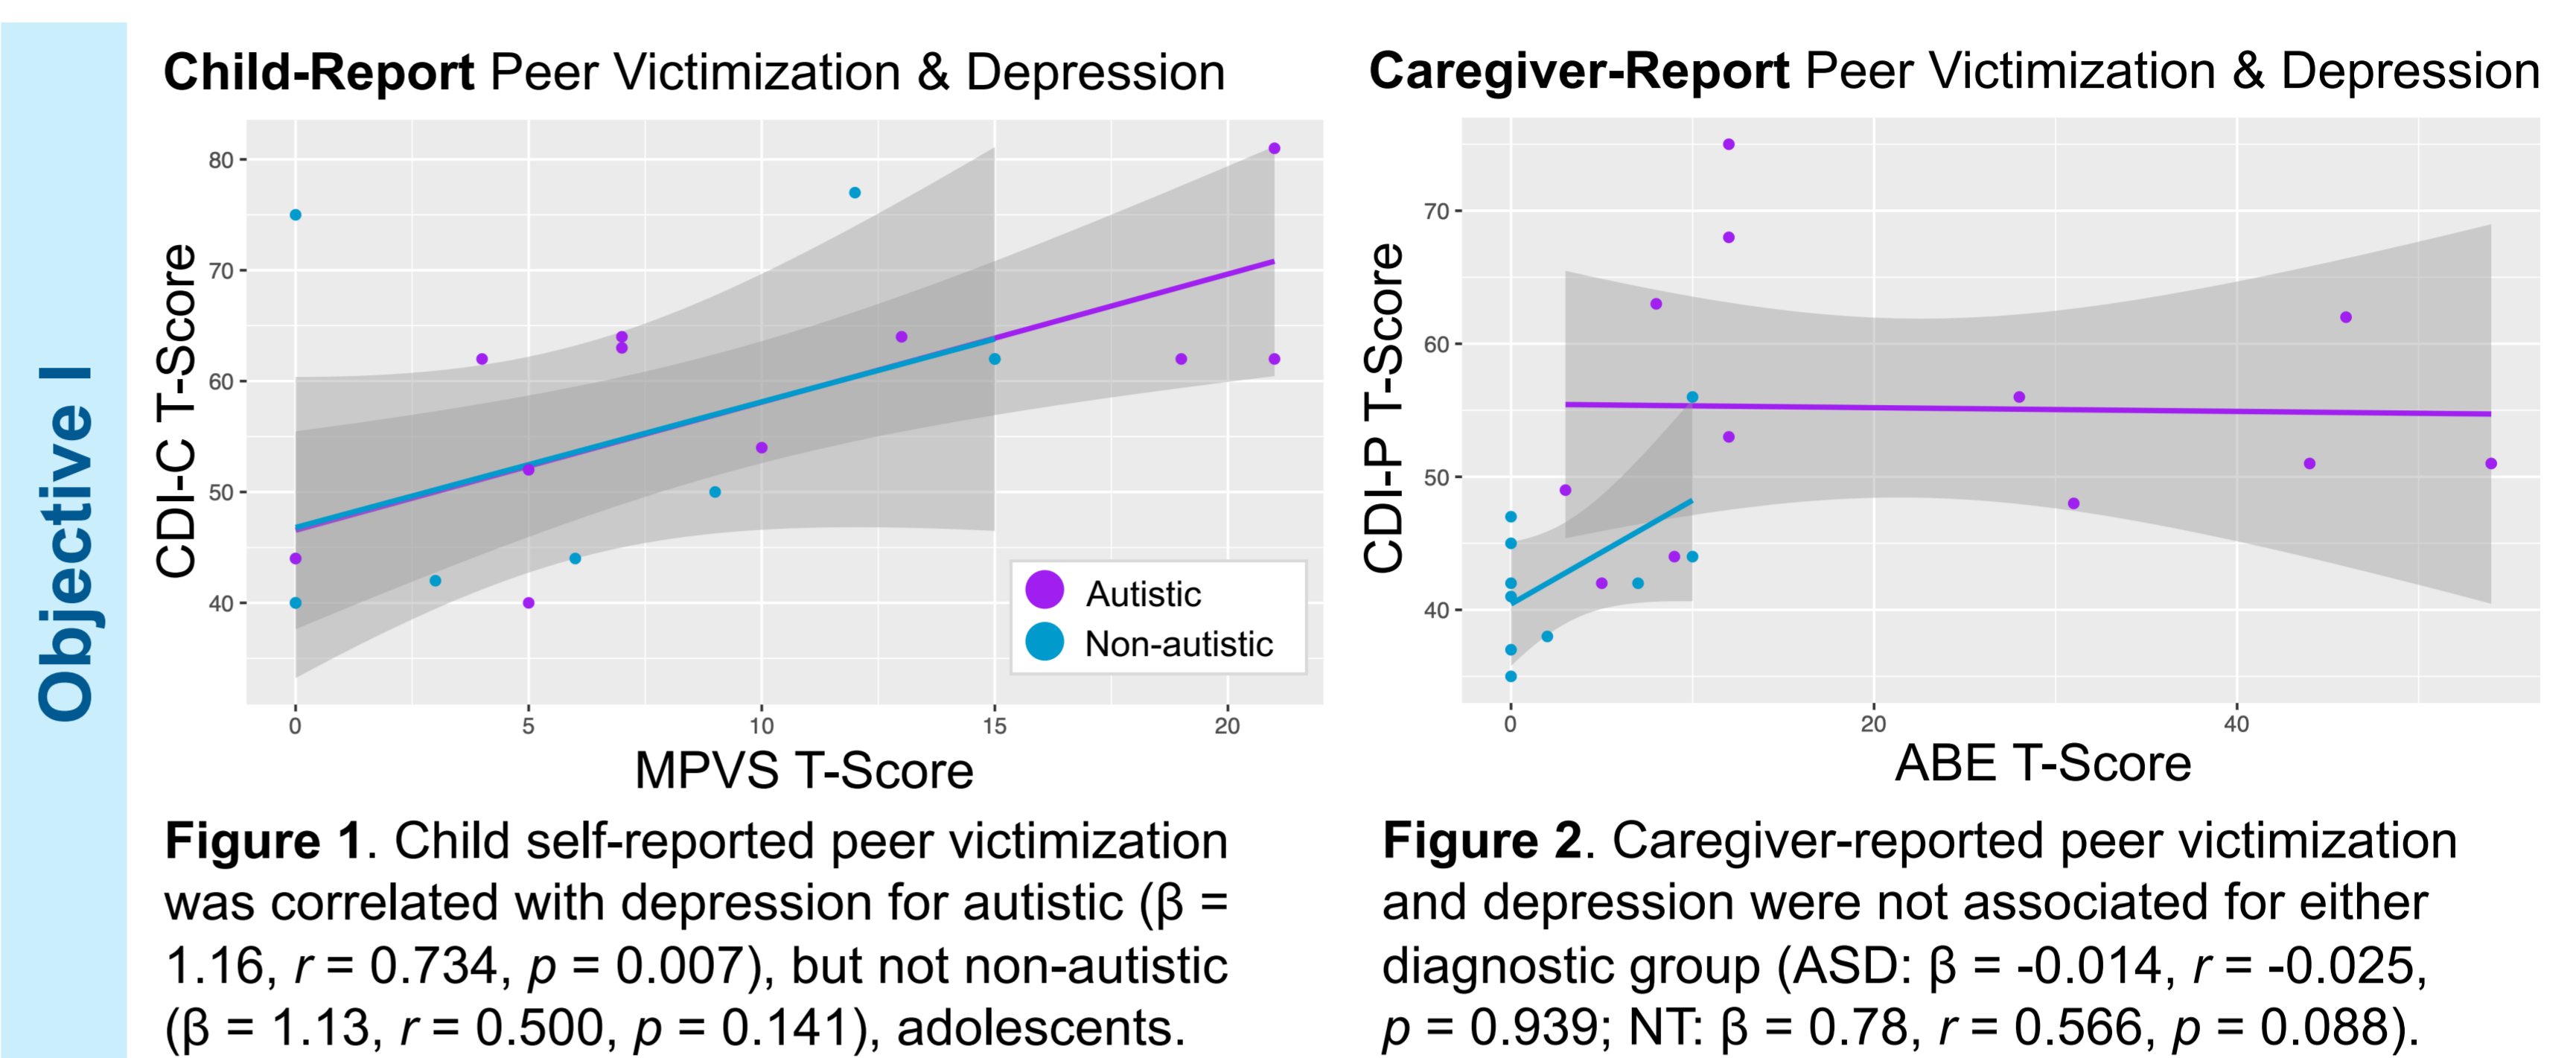 Objective I
Child-Report Peer Victimization & Depression
CDI-C T-Score
80
70
60
50
40
0
5
10
15
20
MPVS T-Score
Autistic
Non-autistic
Figure 1. Child self-reported peer victimization
was correlated with depression for autistic (β =
1.16, r = 0.734, p = 0.007), but not non-autistic
(β = 1.13, r = 0.500, p = 0.141), adolescents.
Caregiver-Report Peer Victimization & Depression
CDI-P T-Score
70
60
50
40
0
20
40
ABE T-Score
Figure 2. Caregiver-reported peer victimization
and depression were not associated for either
diagnostic group (ASD: β = -0.014, r = -0.025,
p = 0.939; NT: β = 0.78, r = 0.566, p = 0.088).